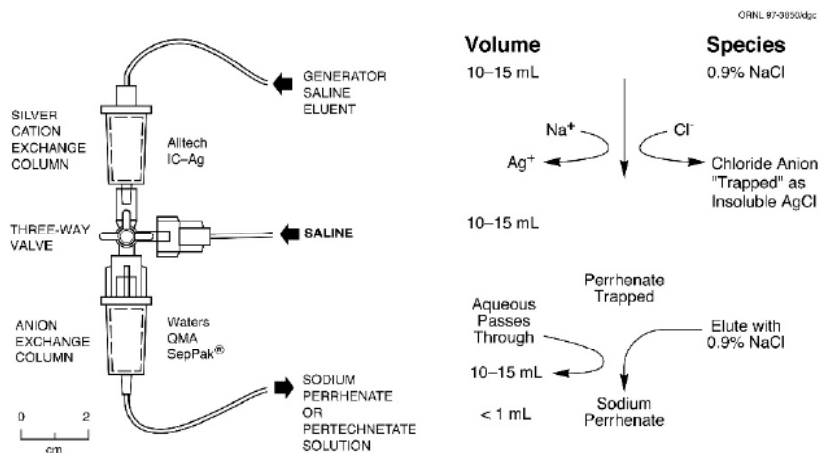 ORNL 97-3850/dgc
GENERATOR
SALINE
ELUENT
SILVER
CATION
EXCHANGE
COLUMN
Alltech
IC–Ag
THREE-WAY
VALVE
SALINE
ANION
EXCHANGE
COLUMN
Waters
QMA
SepPak®
SODIUM
PERRHENATE
OR
PERTECHNETATE
SOLUTION
0 2
cm
Volume Species
10–15 mL 0.9% NaCl
Na⁺ Cl⁻
Ag⁺
Chloride Anion
"Trapped" as
Insoluble AgCl
10–15 mL
Perrhenate
Trapped
Aqueous
Passes
Through
Elute with
0.9% NaCl
10–15 mL
< 1 mL
Sodium
Perrhenate